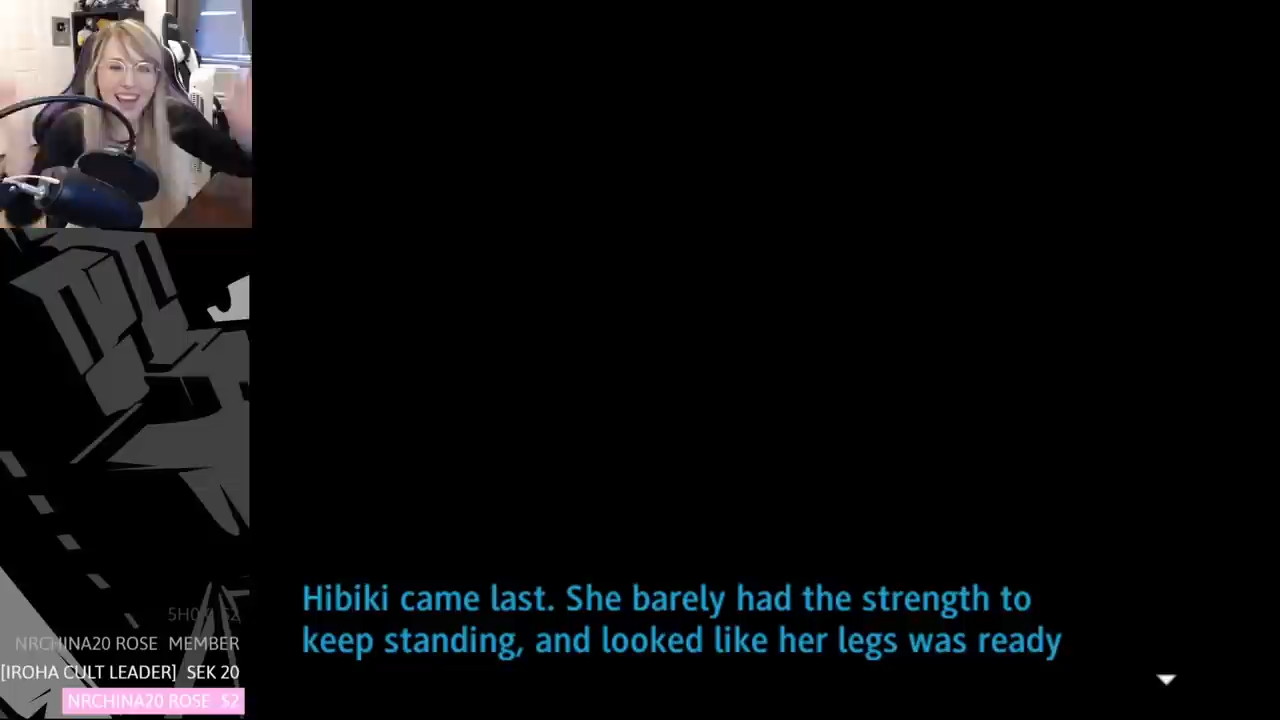 Hibiki came last. She barely had the strength to
keep standing, and looked like her legs was ready
NRCHINA20 ROSE MEMBER
[IROHA CULT LEADER] SEK 20
NRCHINA20 ROSE $2